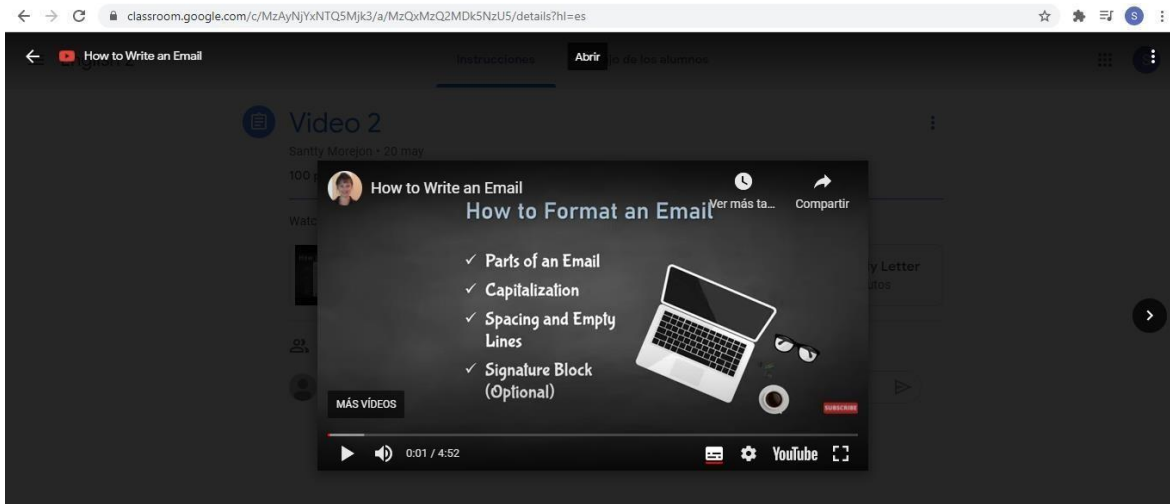 classroom.google.com/c/MzAyNjYxNTQ5Mjk3/a/MzQxMzQ2MDk5NzU5/details?hl=es
S
How to Write an Email
Instrucciones
Abrir
jo de los alumnos
Video 2
Santty Morejón • 20 may.
100
How to Write an Email
Ver más ta...
Compartir
How to Format an Email
Watc
✓ Parts of an Email
✓ Capitalization
✓ Spacing and Empty
Lines
✓ Signature Block
(Optional)
y Letter
utos
MÁS VÍDEOS
SUBSCRIBE
0:01 / 4:52
YouTube